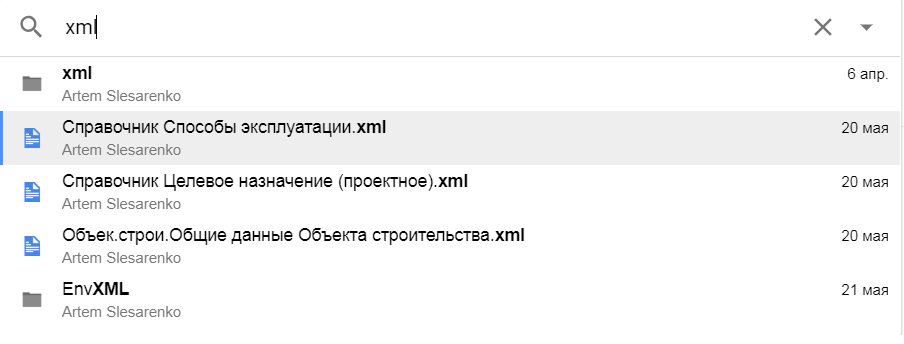 xml
xml
6 апр.
Artem Slesarenko
Справочник Способы эксплуатации.xml
20 мая
Artem Slesarenko
Справочник Целевое назначение (проектное).xml
20 мая
Artem Slesarenko
Объек.строи.Общие данные Объекта строительства.xml
20 мая
Artem Slesarenko
EnvXML
21 мая
Artem Slesarenko